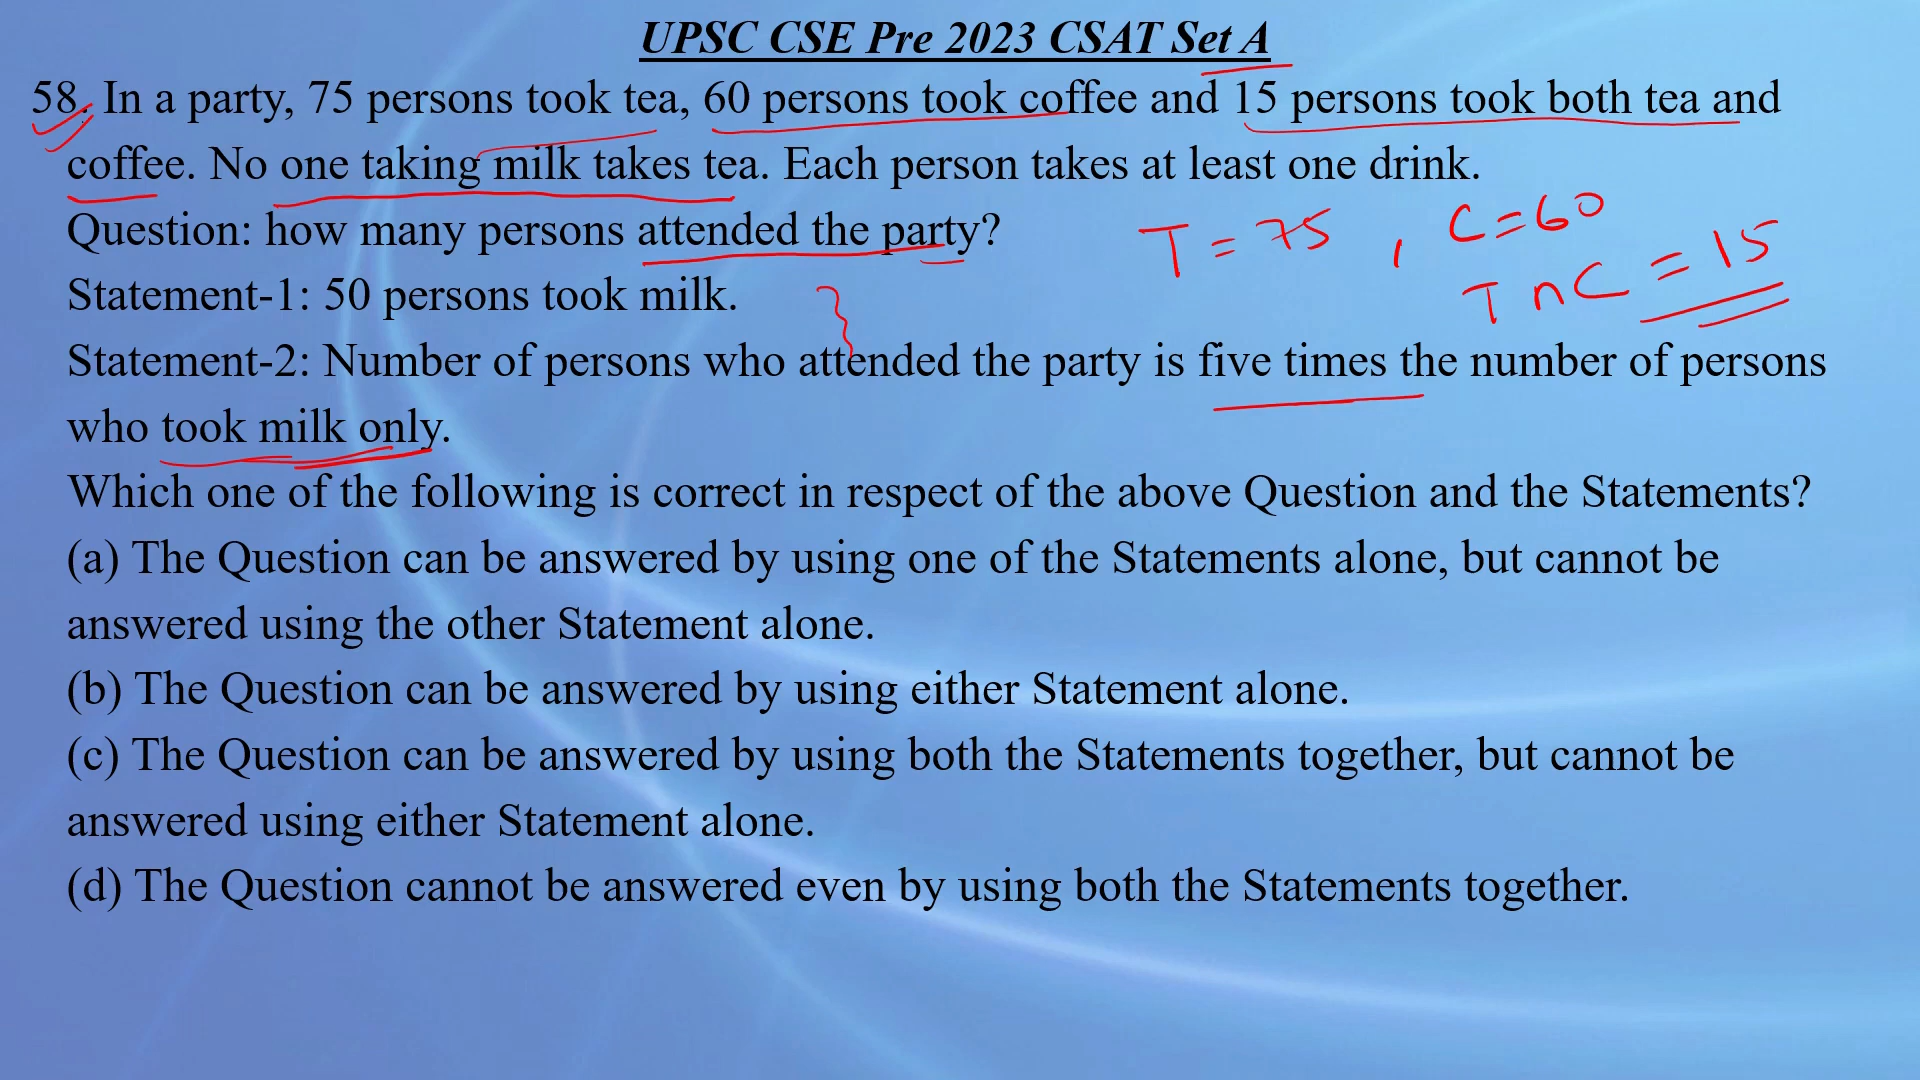 UPSC CSE Pre 2023 CSAT Set A
58. In a party, 75 persons took tea, 60 persons took coffee and 15 persons took both tea and
coffee. No one taking milk takes tea. Each person takes at least one drink.
Question: how many persons attended the party?
T = 75 , C = 60
T n C = 15
Statement-1: 50 persons took milk.
Statement-2: Number of persons who attended the party is five times the number of persons
who took milk only.
Which one of the following is correct in respect of the above Question and the Statements?
(a) The Question can be answered by using one of the Statements alone, but cannot be
answered using the other Statement alone.
(b) The Question can be answered by using either Statement alone.
(c) The Question can be answered by using both the Statements together, but cannot be
answered using either Statement alone.
(d) The Question cannot be answered even by using both the Statements together.